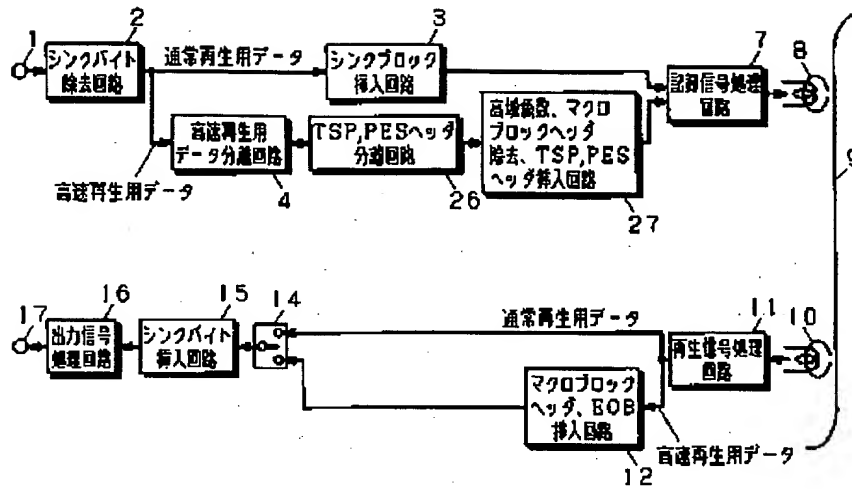 1
2
シンクバイト
除去回路
通常再生用データ
3
シンクブロック
挿入回路
7
記録信号処理
回路
8
9
高速再生用
データ分離回路
4
高速再生用データ
TSP,PESヘッダ
分離回路
26
高域係数、マクロ
ブロックヘッダ
除去、TSP,PES
ヘッダ挿入回路
27
17
16
出力信号
処理回路
15
シンクバイト
挿入回路
14
通常再生用データ
11
再生信号処理
回路
10
マクロブロック
ヘッダ、EOB
挿入回路
12
高速再生用データ